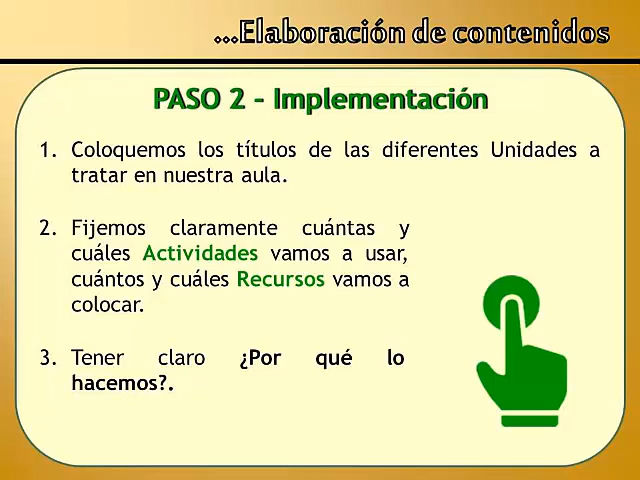 ...Elaboración de contenidos
PASO 2 – Implementación
1. Coloquemos los títulos de las diferentes Unidades a
tratar en nuestra aula.
2. Fijemos claramente cuántas y
cuáles Actividades vamos a usar,
cuántos y cuáles Recursos vamos a
colocar.
3. Tener claro ¿Por qué lo
hacemos?.